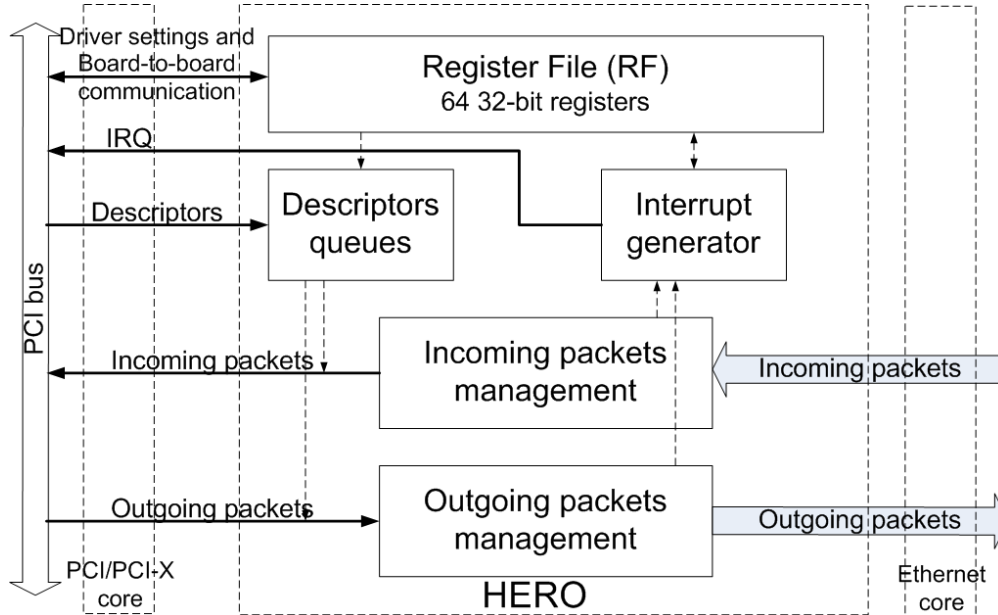 Driver settings and
Board-to-board
communication
Register File (RF)
64 32-bit registers
IRQ
Descriptors
Descriptors
queues
Interrupt
generator
PCI bus
Incoming packets
Incoming packets
management
Incoming packets
Outgoing packets
Outgoing packets
management
Outgoing packets
PCI/PCI-X
core
HERO
Ethernet
core